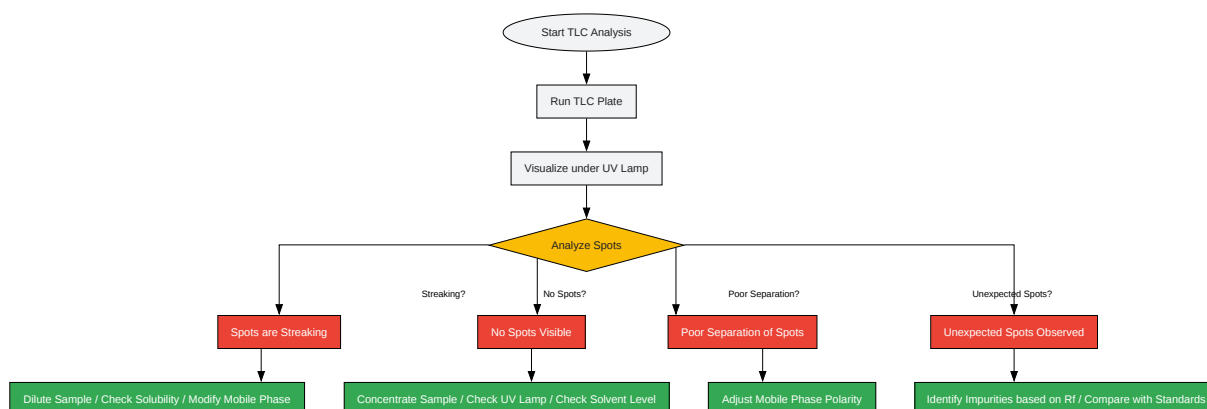 Start TLC Analysis
Run TLC Plate
Visualize under UV Lamp
Analyze Spots
Streaking?
No Spots?
Poor Separation?
Unexpected Spots?
Spots are Streaking
No Spots Visible
Poor Separation of Spots
Unexpected Spots Observed
Dilute Sample / Check Solubility / Modify Mobile Phase
Concentrate Sample / Check UV Lamp / Check Solvent Level
Adjust Mobile Phase Polarity
Identify Impurities based on Rf / Compare with Standards